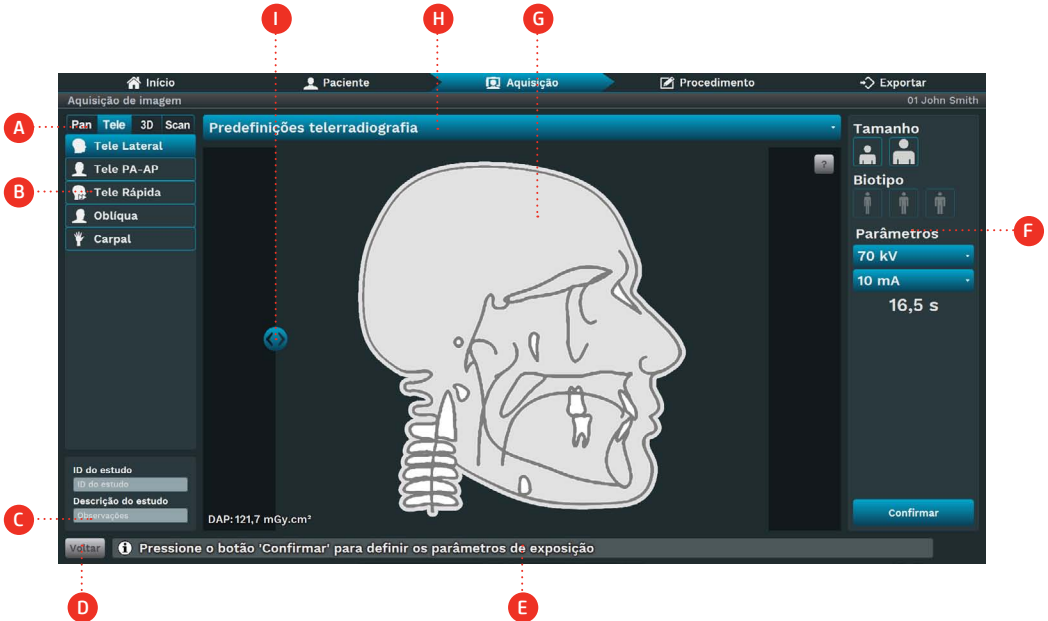 I
H
G
Início
Paciente
Aquisição
Procedimento
Exportar
Aquisição de imagem
01 John Smith
A
Pan
Tele
3D
Scan
Predefinições telerradiografia
Tamanho
Tele Lateral
?
Tele PA-AP
Biotipo
B
Tele Rápida
Oblíqua
F
Parâmetros
Carpal
70 kV
10 mA
16,5 s
ID do estudo
ID do estudo
Descrição do estudo
C
Observações
DAP: 121,7 mGy.cm²
Confirmar
Voltar
Pressione o botão 'Confirmar' para definir os parâmetros de exposição
D
E